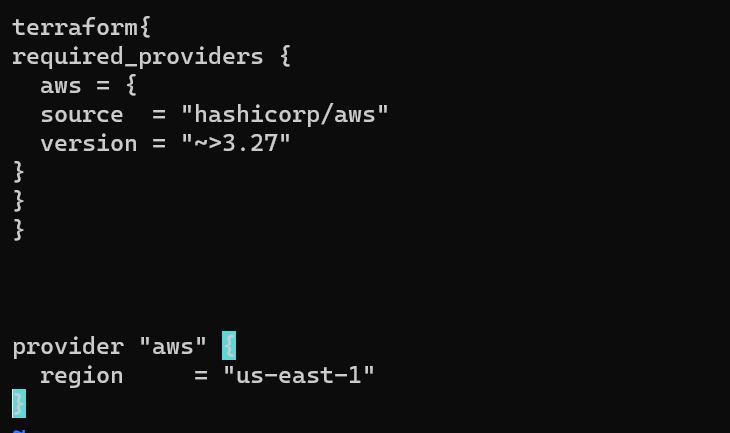 terraform{
required_providers {
  aws = {
  source  = "hashicorp/aws"
  version = "~>3.27"
}
}
}
provider "aws" {
  region     = "us-east-1"
}
~